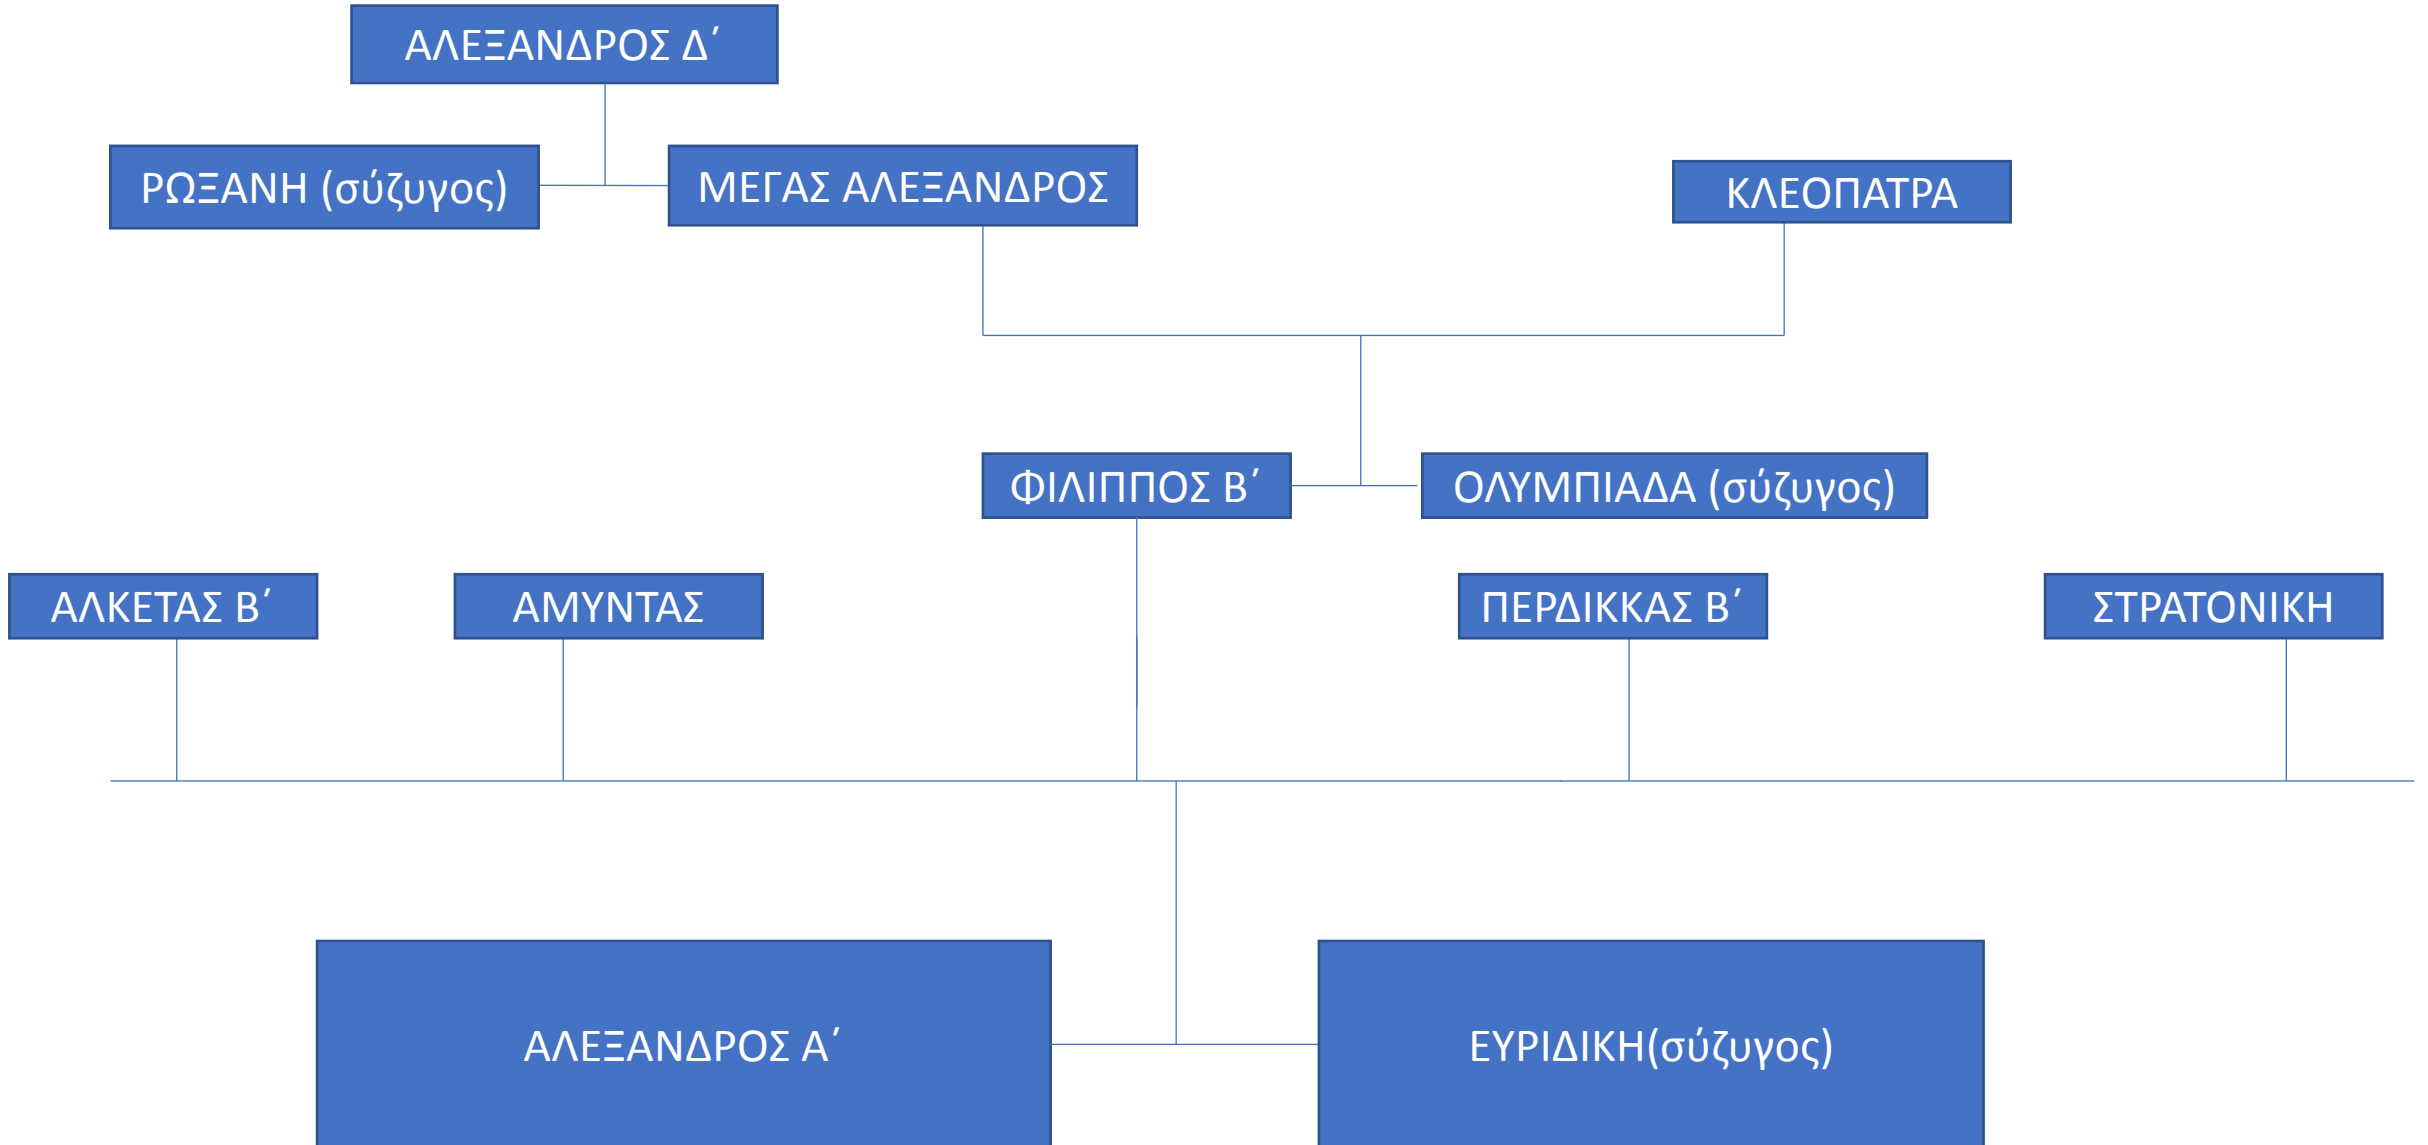 ΑΛΕΞΑΝΔΡΟΣ Δ΄
ΡΩΞΑΝΗ (σύζυγος)
ΜΕΓΑΣ ΑΛΕΞΑΝΔΡΟΣ
ΚΛΕΟΠΑΤΡΑ
ΦΙΛΙΠΠΟΣ Β΄
ΟΛΥΜΠΙΑΔΑ (σύζυγος)
ΑΛΚΕΤΑΣ Β΄
ΑΜΥΝΤΑΣ
ΠΕΡΔΙΚΚΑΣ Β΄
ΣΤΡΑΤΟΝΙΚΗ
ΑΛΕΞΑΝΔΡΟΣ Α΄
ΕΥΡΙΔΙΚΗ(σύζυγος)